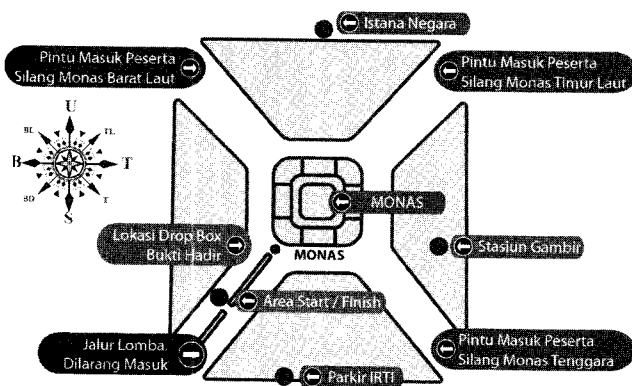 Istana Negara
Pintu Masuk Peserta
Silang Monas Barat Laut
Pintu Masuk Peserta
Silang Monas Timur Laut
U
BL
TL
B
T
BD
T
S
MONAS
Lokasi Drop Box
Bukti Hadir
MONAS
Stasiun Gambir
Area Start / Finish
Jalur Lomba.
Dilarang Masuk
Pintu Masuk Peserta
Silang Monas Tenggara
Parkir IRTI